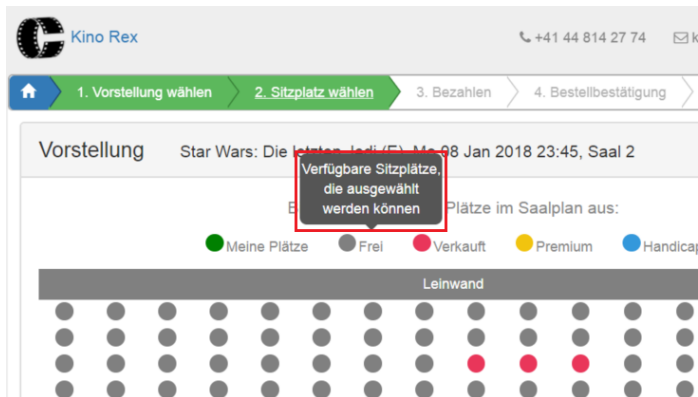 Kino Rex
+41 44 814 27 74
1. Vorstellung wählen
2. Sitzplatz wählen
3. Bezahlen
4. Bestellbestätigung
Vorstellung
Star Wars: Die letzten Jedi (E), Mo 08 Jan 2018 23:45, Saal 2
Verfügbare Sitzplätze,
die ausgewählt
werden können
Plätze im Saalplan aus:
Meine Plätze
Frei
Verkauft
Premium
Handicap
Leinwand